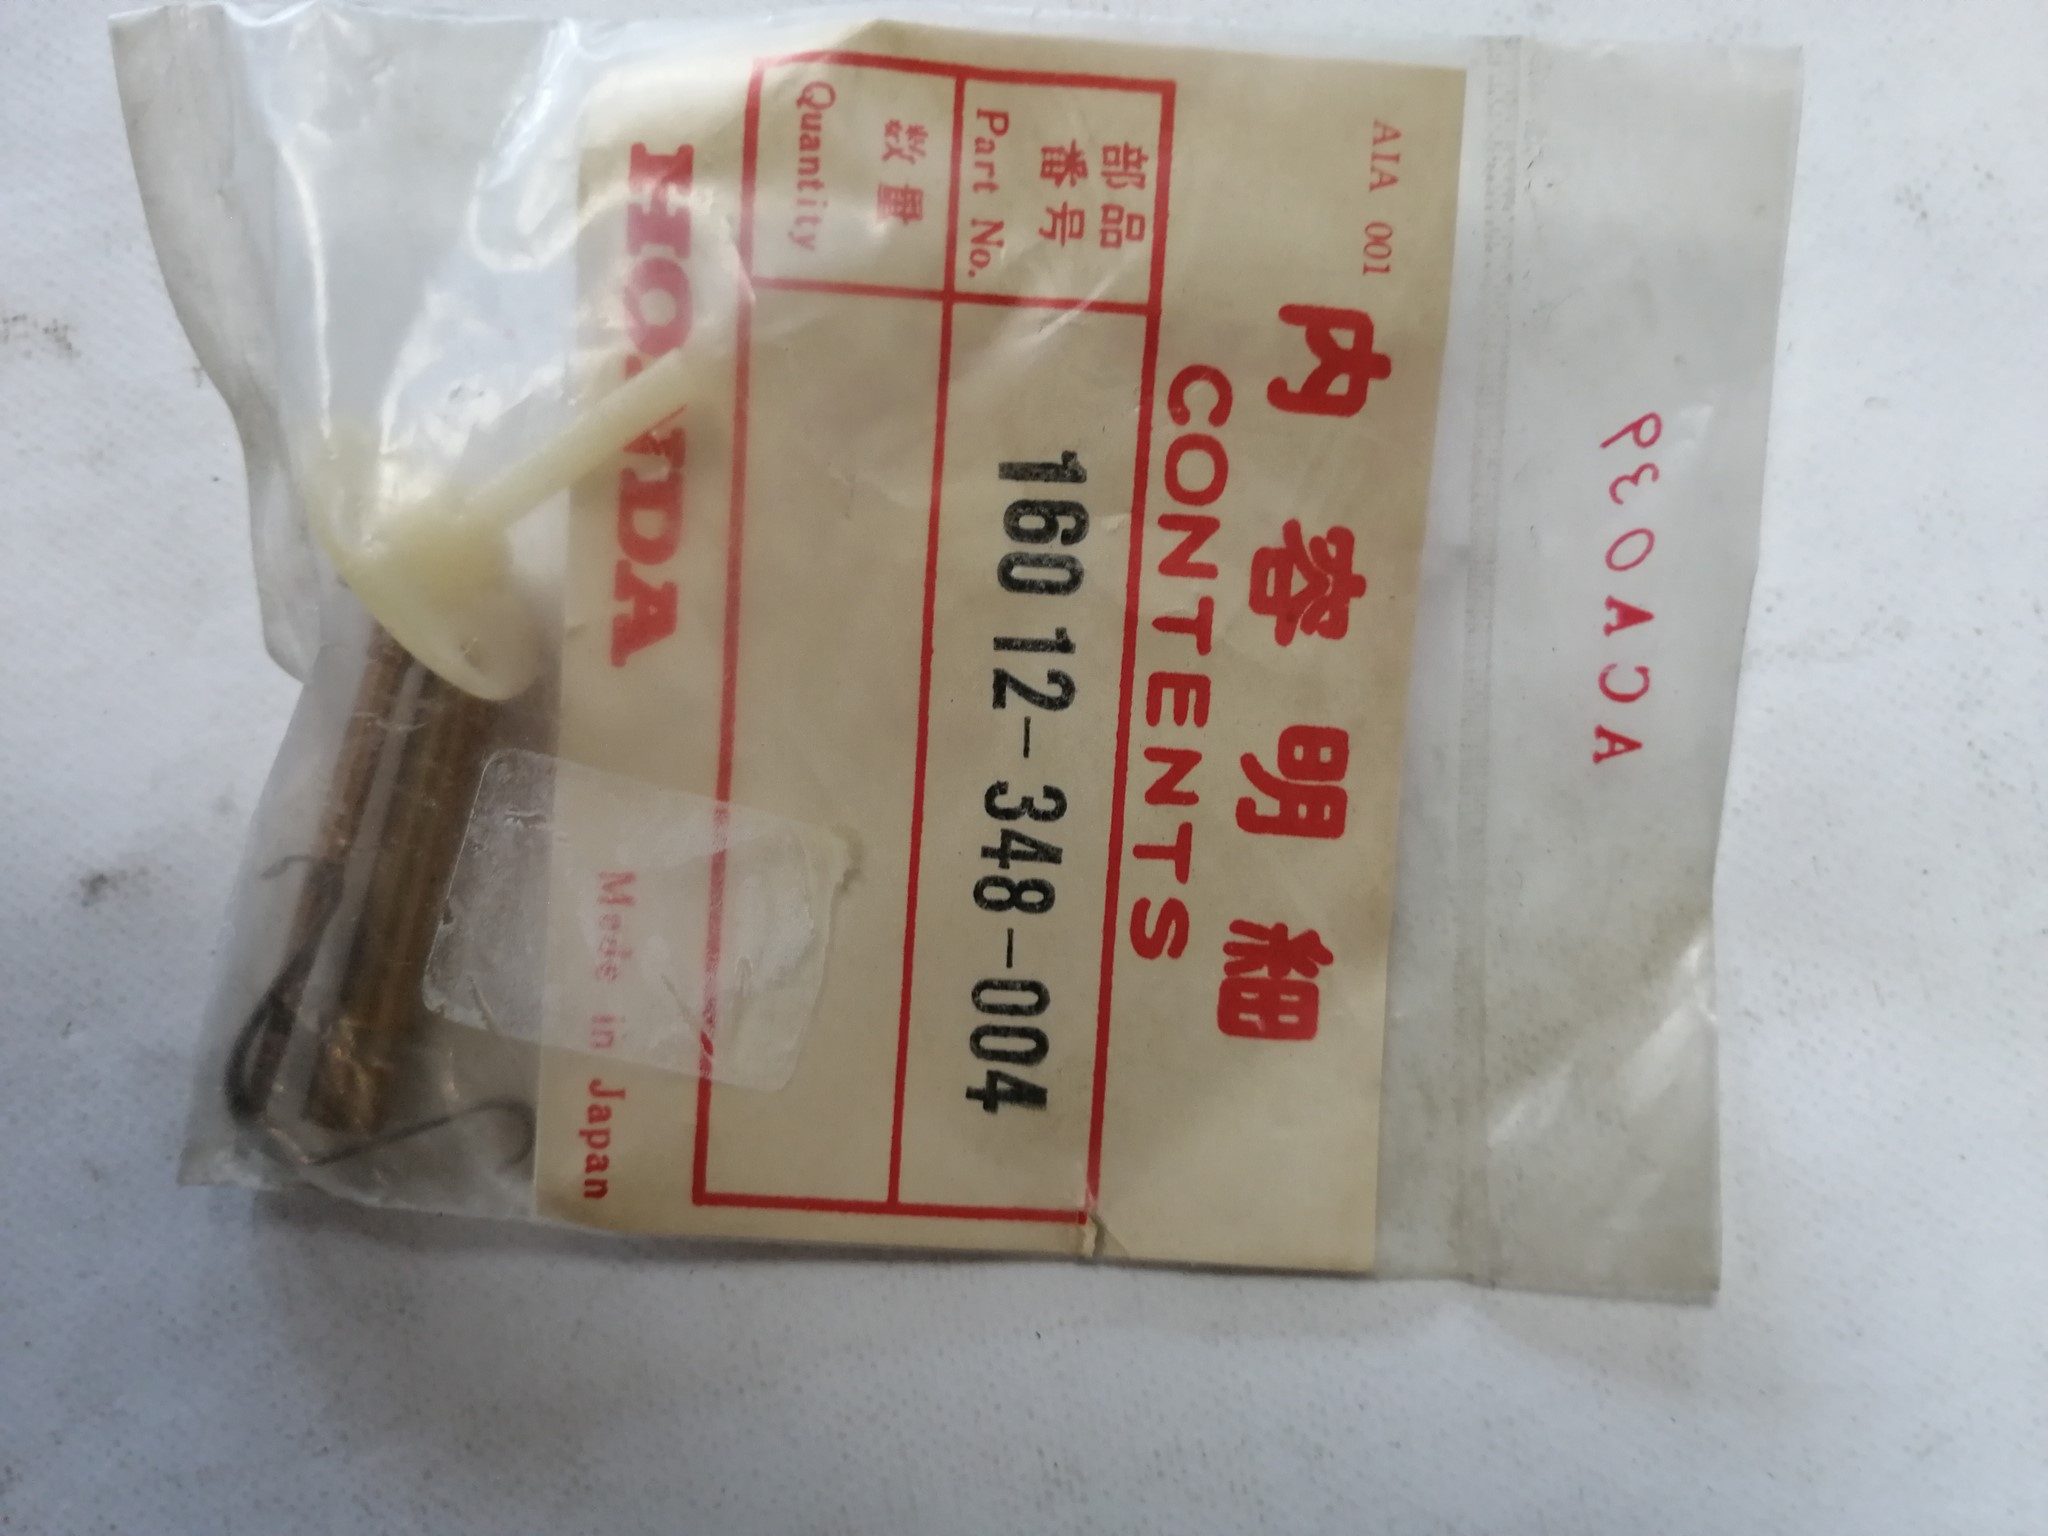 ACA039
AIA 001
内容明細
CONTENTS
部品
番号
Part No.
16012-348-004
数量
Quantity
HONDA
Made in Japan